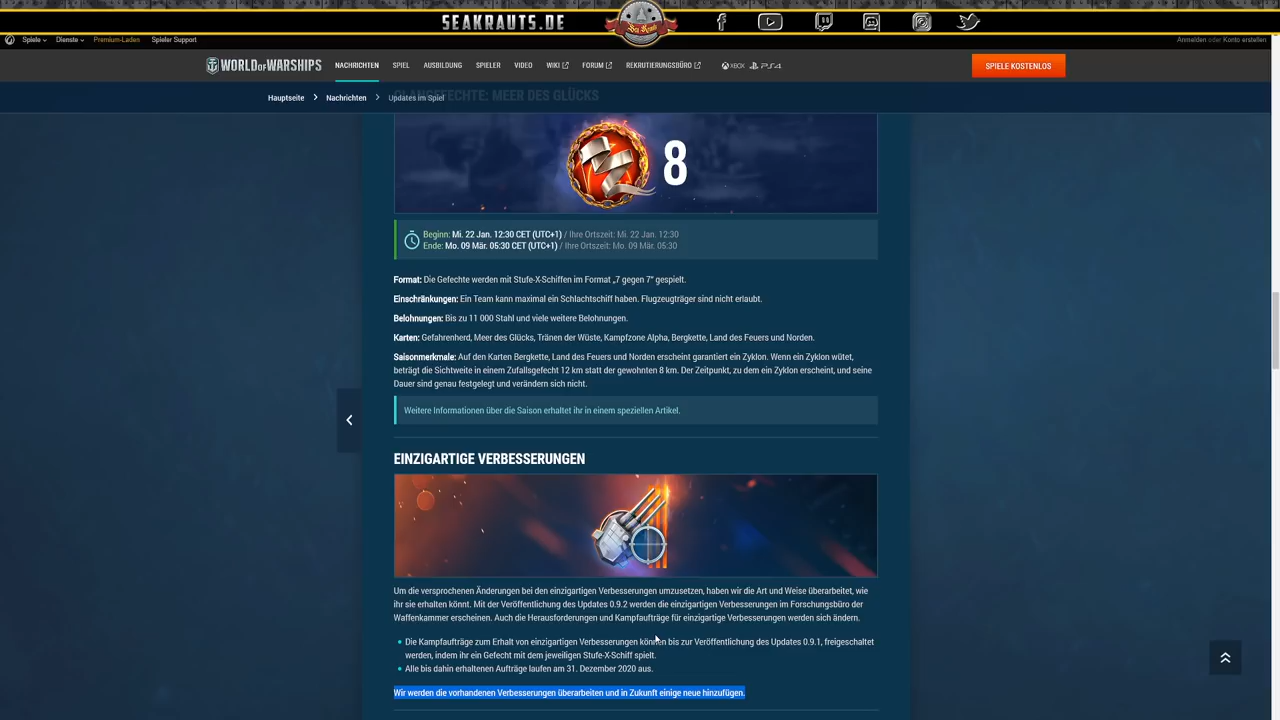 SEAKRAUTS.DE
Spiele Dienste Premium-Laden Spieler Support Anmelden oder Konto erstellen
WORLD OF WARSHIPS NACHRICHTEN SPIEL AUSBILDUNG SPIELER VIDEO WIKI FORUM REKRUTIERUNGSBÜRO XBOX PS4 SPIELE KOSTENLOS
CLANGEFECHTE: MEER DES GLÜCKS
Hauptseite Nachrichten Updates im Spiel
8
Beginn: Mi. 22 Jan. 12:30 CET (UTC+1) / Ihre Ortszeit: Mi. 22 Jan. 12:30
Ende: Mo. 09 Mär. 05:30 CET (UTC+1) / Ihre Ortszeit: Mo. 09 Mär. 05:30
Format: Die Gefechte werden mit Stufe-X-Schiffen im Format „7 gegen 7“ gespielt.
Einschränkungen: Ein Team kann maximal ein Schlachtschiff haben. Flugzeugträger sind nicht erlaubt.
Belohnungen: Bis zu 11 000 Stahl und viele weitere Belohnungen.
Karten: Gefahrenherd, Meer des Glücks, Tränen der Wüste, Kampfzone Alpha, Bergkette, Land des Feuers und Norden.
Saisonmerkmale: Auf den Karten Bergkette, Land des Feuers und Norden erscheint garantiert ein Zyklon. Wenn ein Zyklon wütet,
beträgt die Sichtweite in einem Zufallsgefecht 12 km statt der gewohnten 8 km. Der Zeitpunkt, zu dem ein Zyklon erscheint, und seine
Dauer sind genau festgelegt und verändern sich nicht.
Weitere Informationen über die Saison erhaltet ihr in einem speziellen Artikel.
EINZIGARTIGE VERBESSERUNGEN
Um die versprochenen Änderungen bei den einzigartigen Verbesserungen umzusetzen, haben wir die Art und Weise überarbeitet, wie
ihr sie erhalten könnt. Mit der Veröffentlichung des Updates 0.9.2 werden die einzigartigen Verbesserungen im Forschungsbüro der
Waffenkammer erscheinen. Auch die Herausforderungen und Kampfaufträge für einzigartige Verbesserungen werden sich ändern.
Die Kampfaufträge zum Erhalt von einzigartigen Verbesserungen können bis zur Veröffentlichung des Updates 0.9.1, freigeschaltet
werden, indem ihr ein Gefecht mit dem jeweiligen Stufe-X-Schiff spielt.
Alle bis dahin erhaltenen Aufträge laufen am 31. Dezember 2020 aus.
Wir werden die vorhandenen Verbesserungen überarbeiten und in Zukunft einige neue hinzufügen.